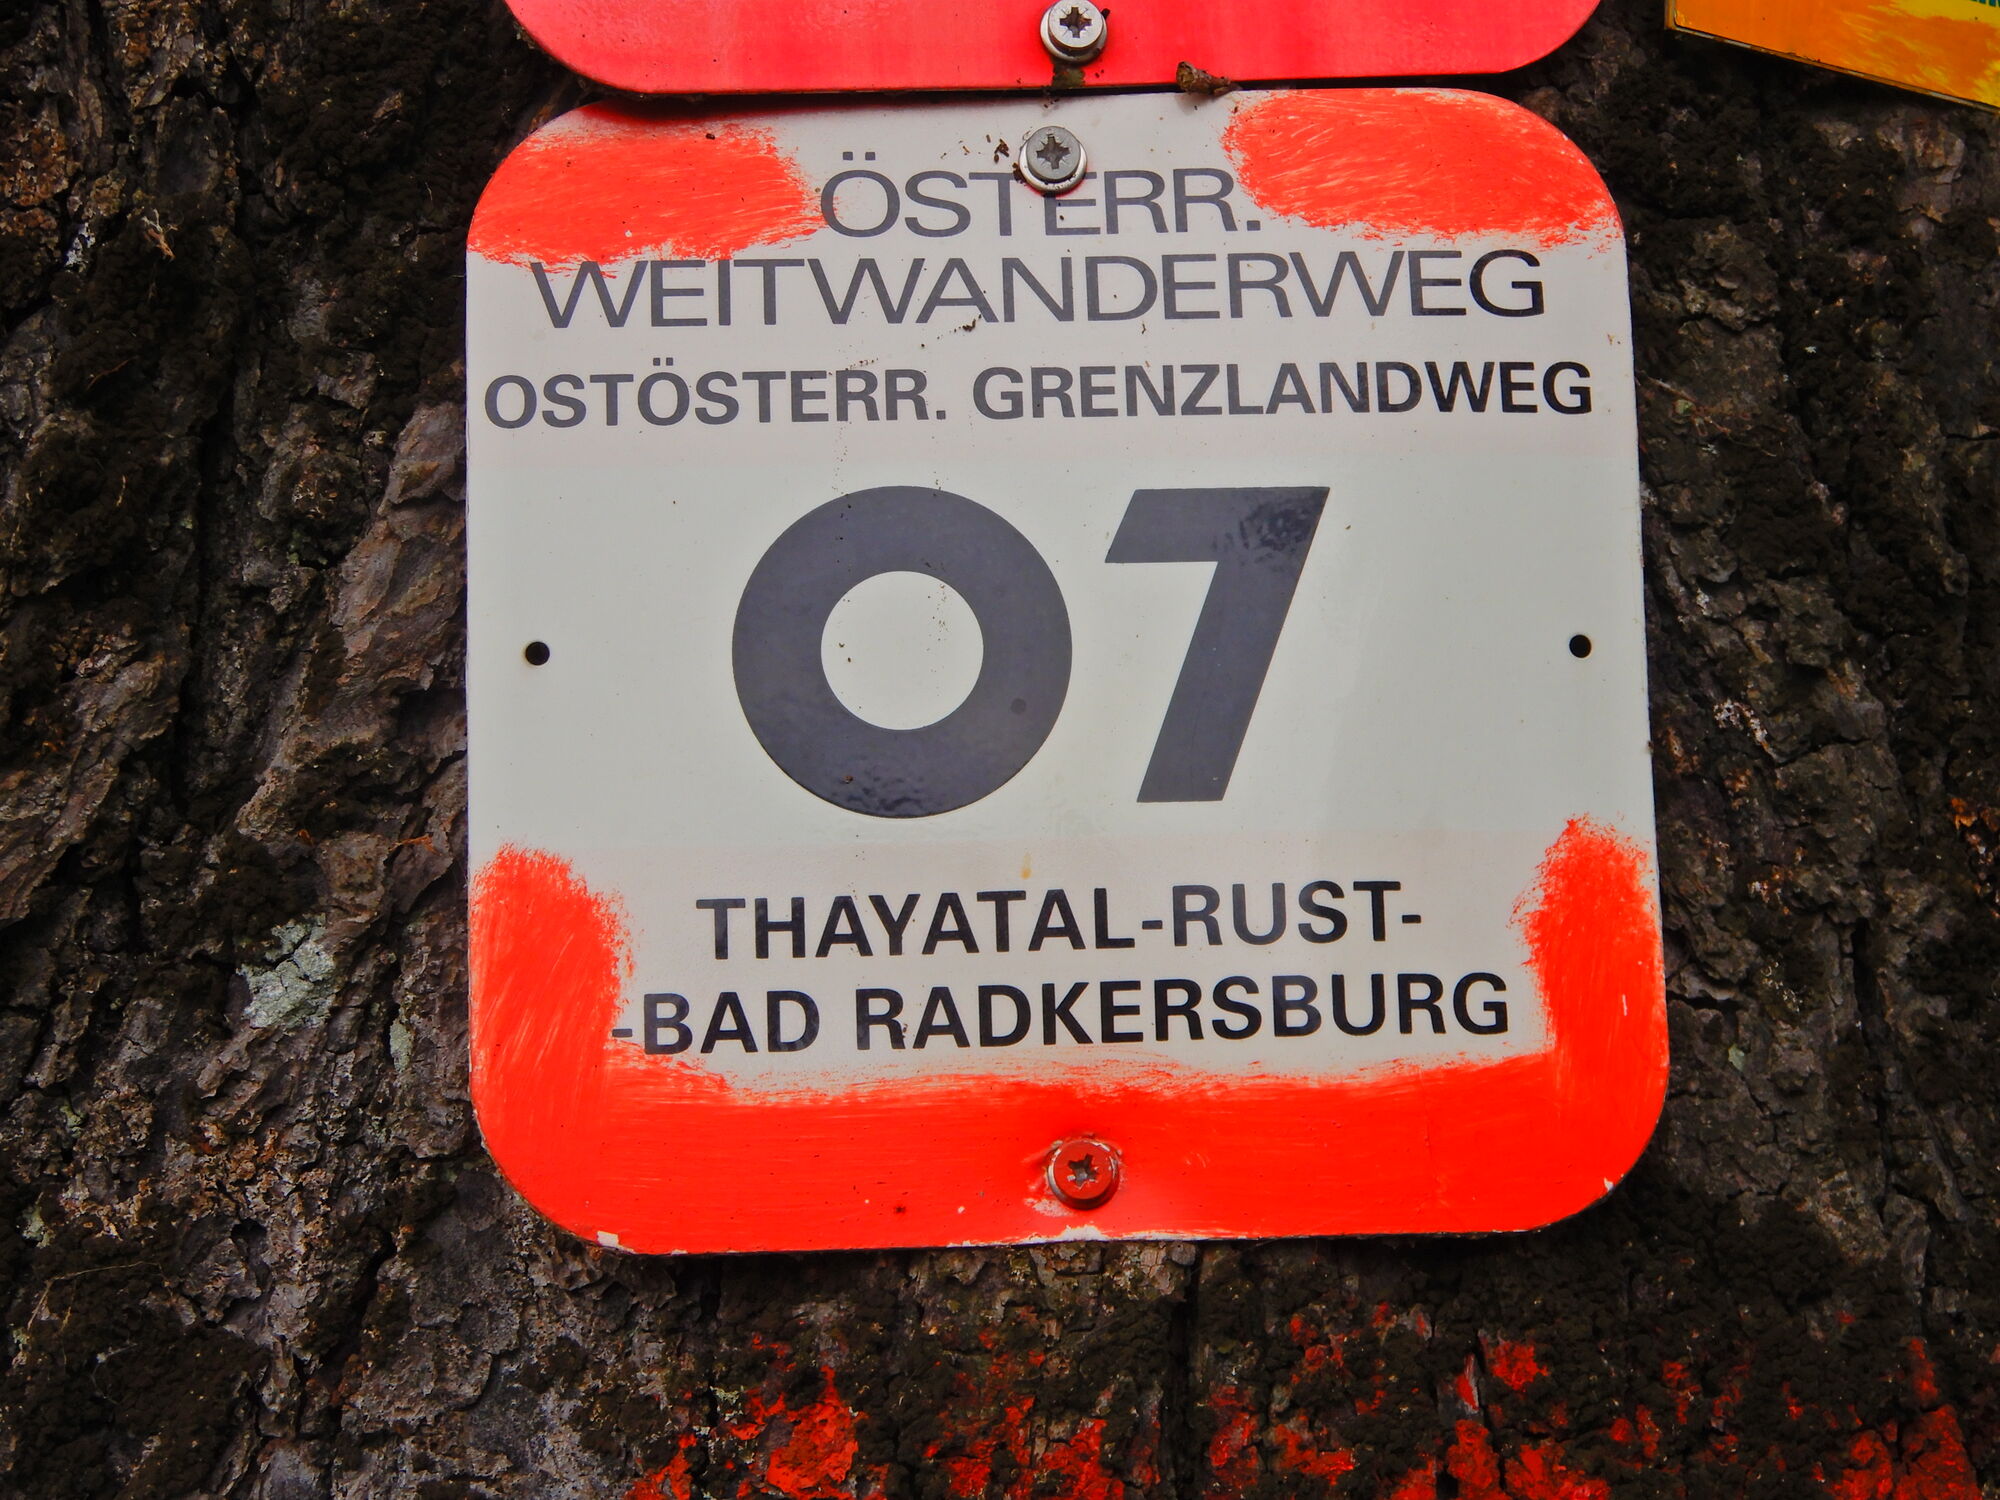 ÖSTERR.
WEITWANDERWEG
OSTÖSTERR. GRENZLANDWEG
07
THAYATAL-RUST-
-BAD RADKERSBURG